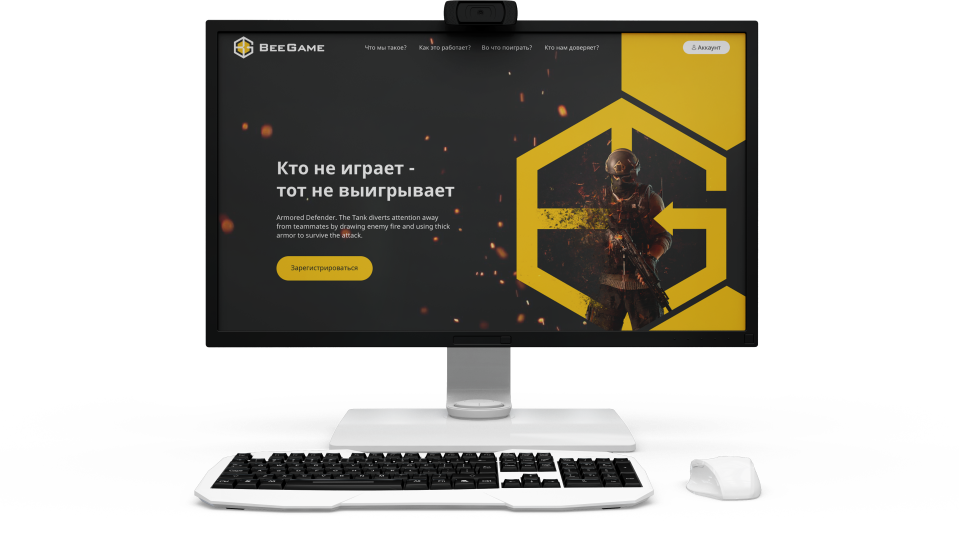 BEEGAME
Что мы такое? Как это работает? Во что поиграть? Кто нам доверяет? Аккаунт
Кто не играет -
тот не выигрывает
Armored Defender. The Tank diverts attention away
from teammates by drawing enemy fire and using thick
armor to survive the attack.
Зарегистрироваться